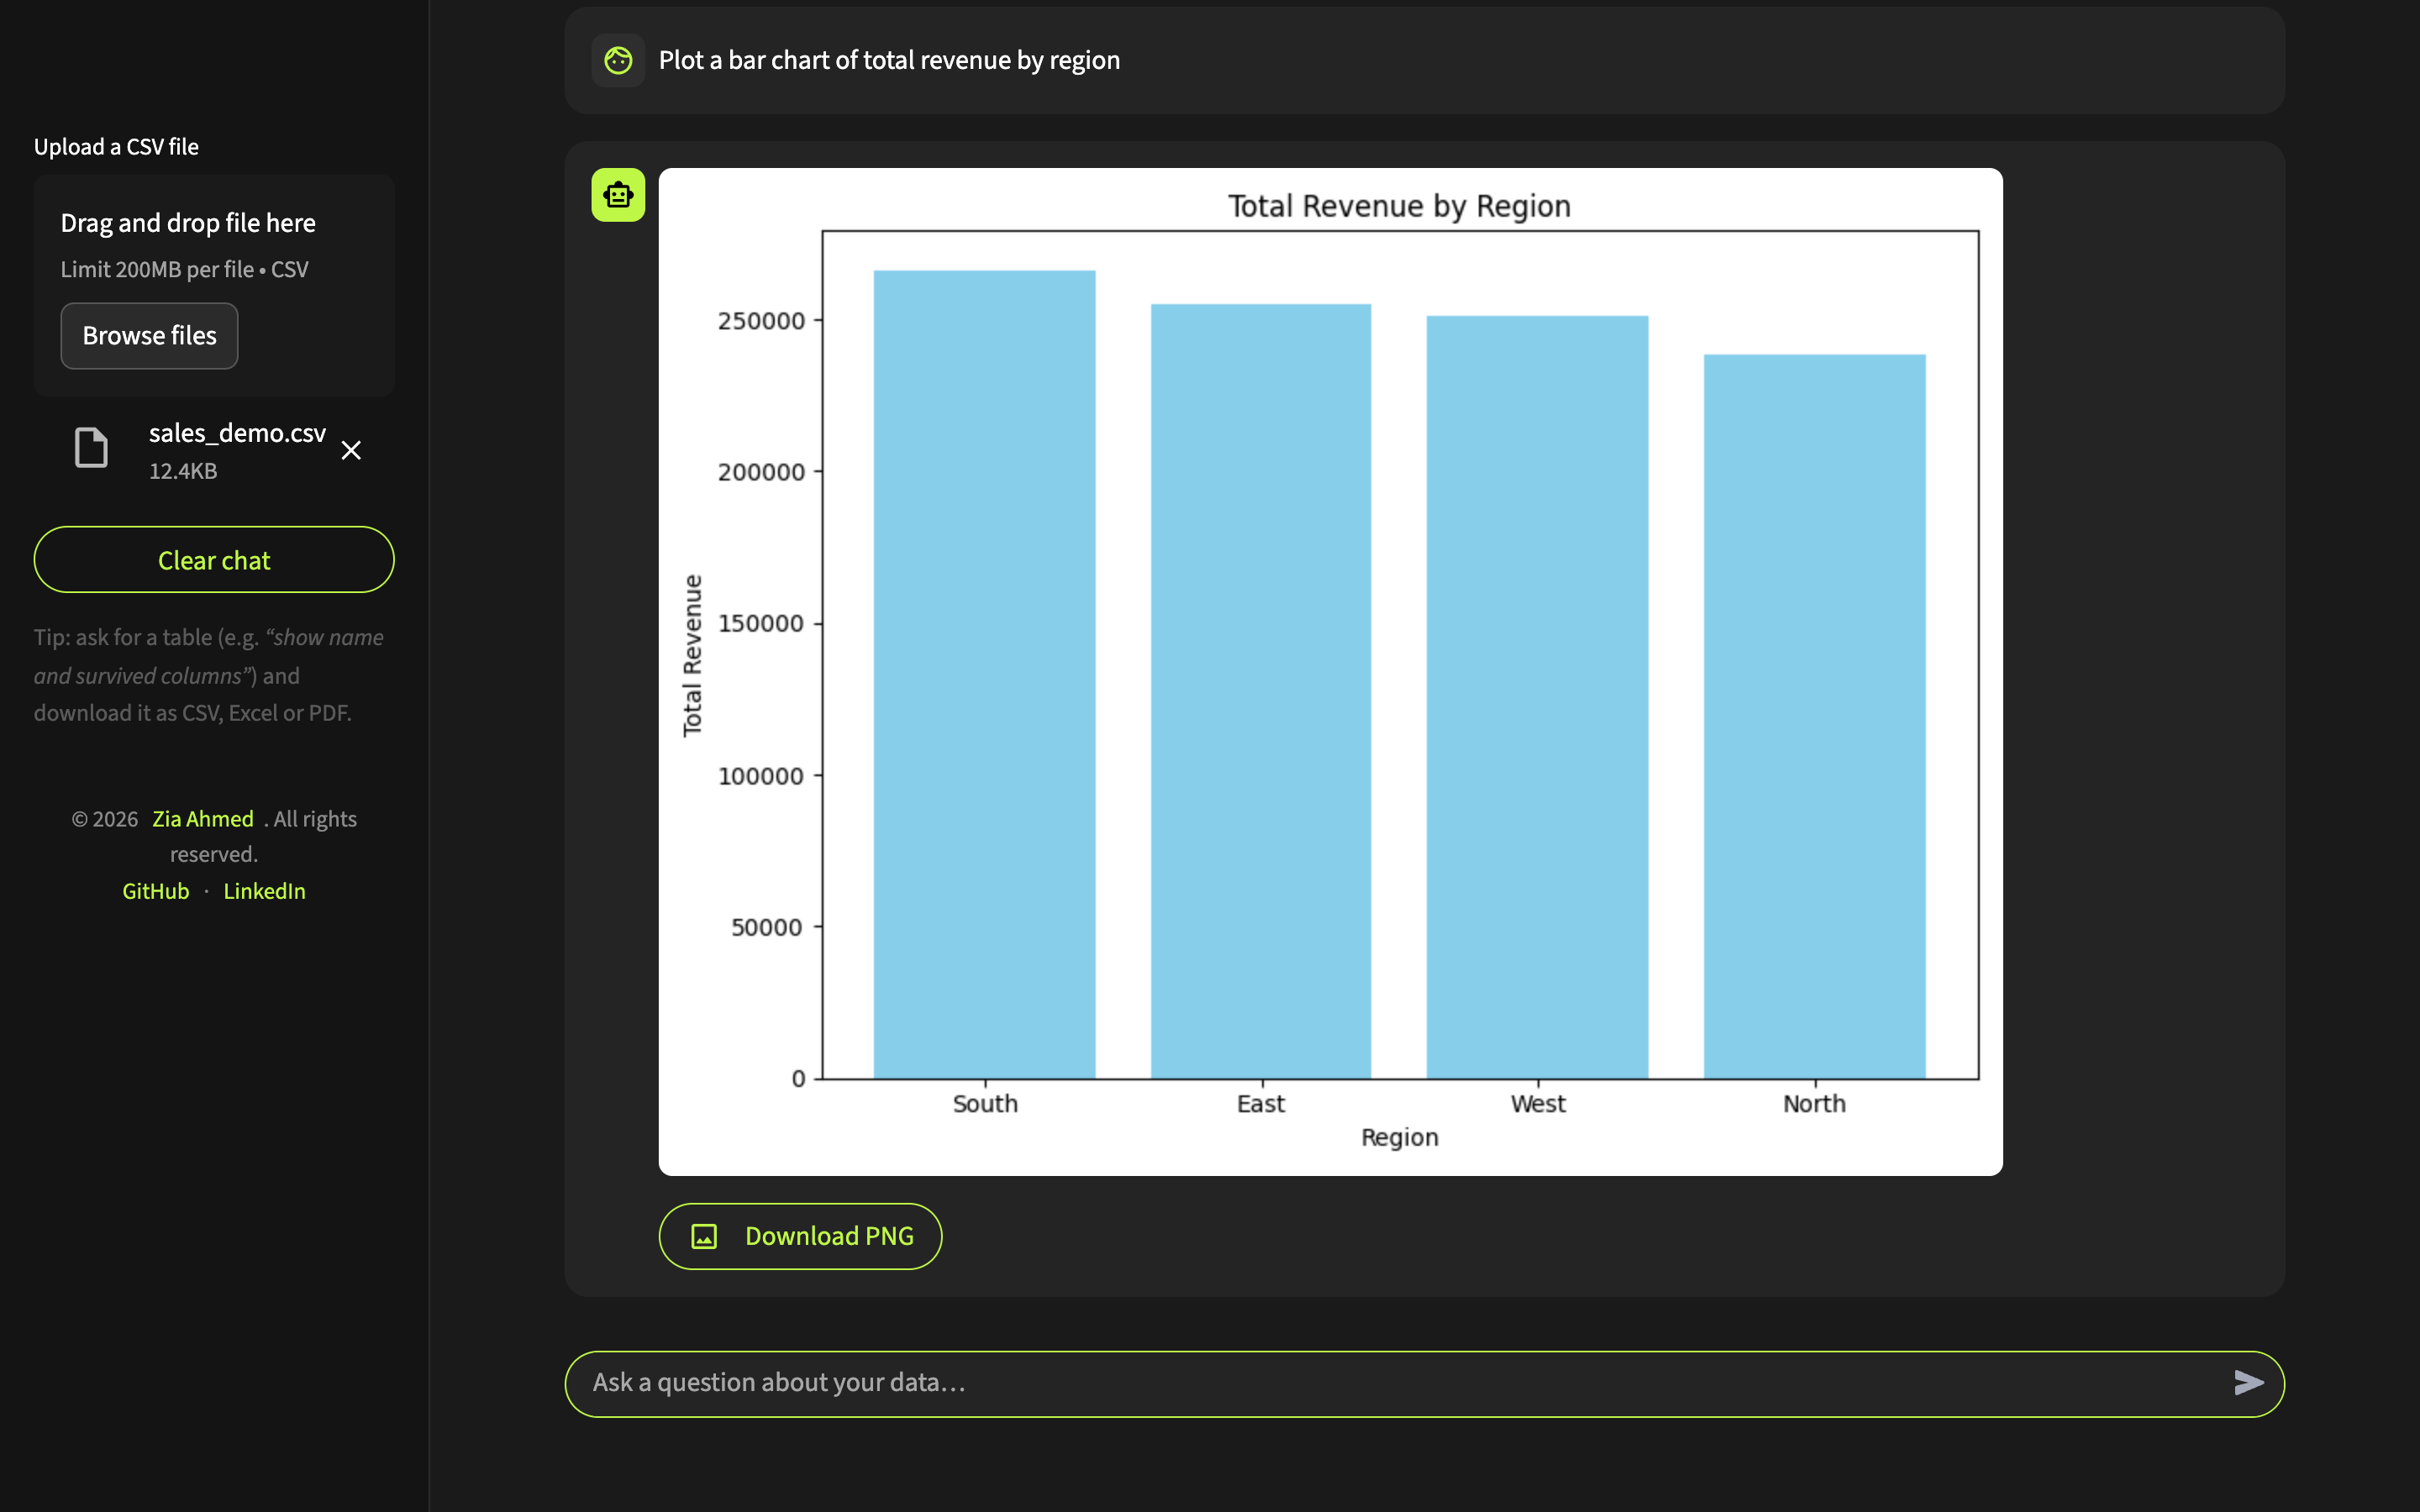 Upload a CSV file
Drag and drop file here
Limit 200MB per file • CSV
Browse files
sales_demo.csv
12.4KB
Clear chat
Tip: ask for a table (e.g. “show name
and survived columns”) and
download it as CSV, Excel or PDF.
© 2026 Zia Ahmed . All rights
reserved.
GitHub · LinkedIn
Plot a bar chart of total revenue by region
Total Revenue by Region
Total Revenue
250000
200000
150000
100000
50000
0
South East West North
Region
Download PNG
Ask a question about your data…